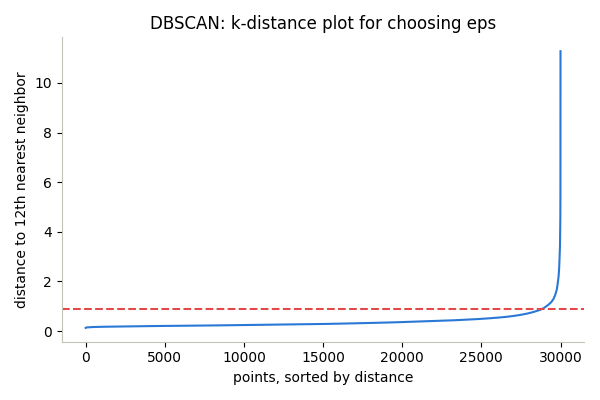 DBSCAN: k-distance plot for choosing eps
distance to 12th nearest neighbor
10
8
6
4
2
0
0 5000 10000 15000 20000 25000 30000
points, sorted by distance